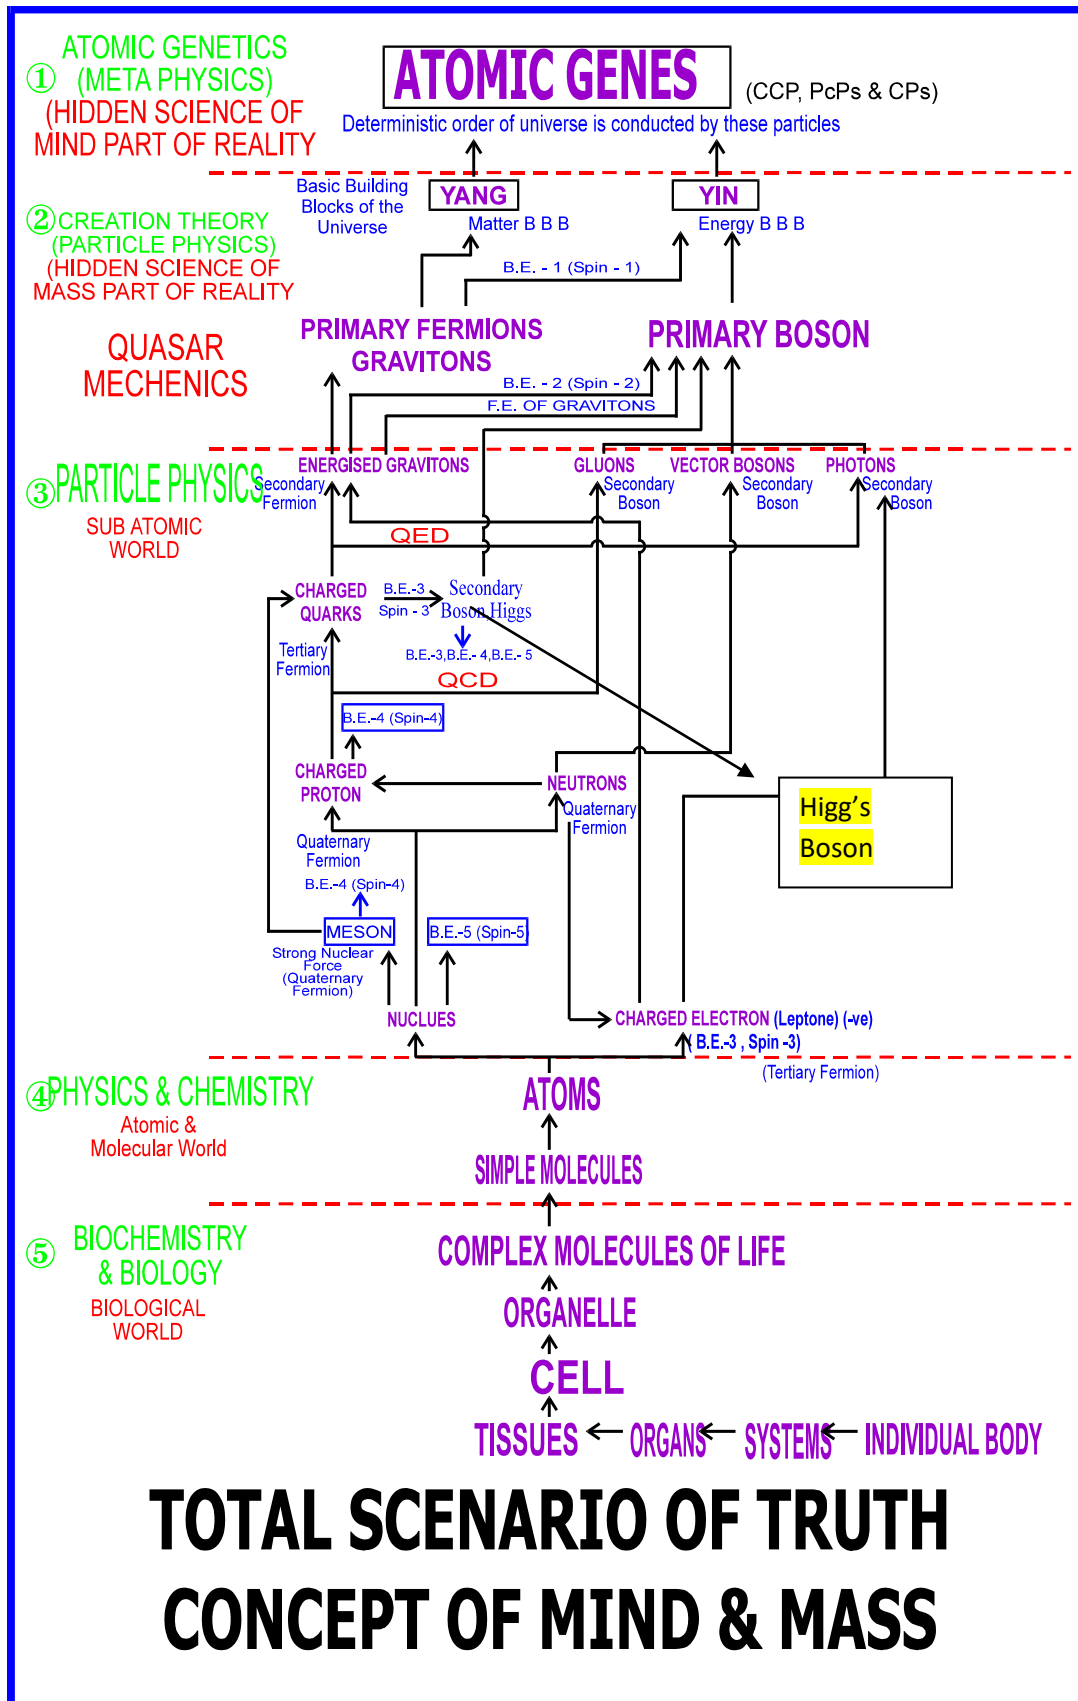 ① ATOMIC GENETICS
(META PHYSICS)
(HIDDEN SCIENCE OF
MIND PART OF REALITY
ATOMIC GENES
(CCP, PcPs & CPs)
Deterministic order of universe is conducted by these particles
Basic Building
Blocks of the
Universe
YANG
Matter B B B
YIN
Energy B B B
② CREATION THEORY
(PARTICLE PHYSICS)
(HIDDEN SCIENCE OF
MASS PART OF REALITY
B.E. - 1 (Spin - 1)
QUASAR
MECHENICS
PRIMARY FERMIONS
GRAVITONS
PRIMARY BOSON
B.E. - 2 (Spin - 2)
F.E. OF GRAVITONS
③ PARTICLE PHYSICS
SUB ATOMIC
WORLD
ENERGISED GRAVITONS
Secondary
Fermion
GLUONS
Secondary
Boson
VECTOR BOSONS
Secondary
Boson
PHOTONS
Secondary
Boson
QED
CHARGED
QUARKS
B.E.-3
Spin - 3
Secondary
Boson,Higgs
B.E.-3,B.E.- 4,B.E.- 5
Tertiary
Fermion
QCD
B.E.-4 (Spin-4)
CHARGED
PROTON
NEUTRONS
Quaternary
Fermion
Quaternary
Fermion
Higg's
Boson
B.E.-4 (Spin-4)
MESON
B.E.-5 (Spin-5)
Strong Nuclear
Force
(Quaternary
Fermion)
NUCLUES
CHARGED ELECTRON (Leptone) (-ve)
( B.E.-3 , Spin -3)
(Tertiary Fermion)
④ PHYSICS & CHEMISTRY
Atomic &
Molecular World
ATOMS
SIMPLE MOLECULES
⑤ BIOCHEMISTRY
& BIOLOGY
BIOLOGICAL
WORLD
COMPLEX MOLECULES OF LIFE
ORGANELLE
CELL
TISSUES ORGANS SYSTEMS INDIVIDUAL BODY
TOTAL SCENARIO OF TRUTH
CONCEPT OF MIND & MASS